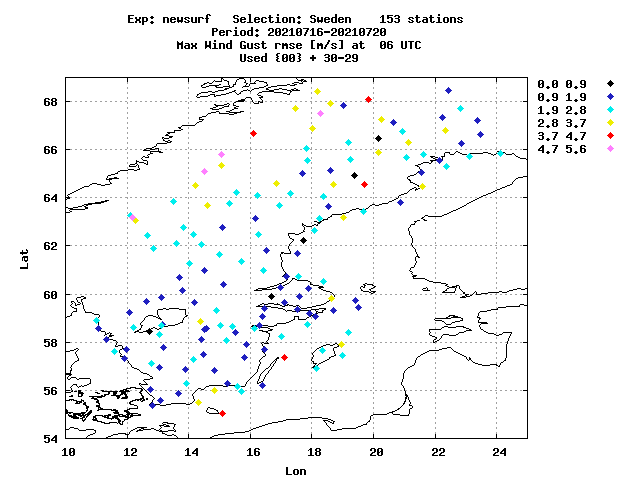 Exp: newsurf   Selection: Sweden    153 stations
Period: 20210716-20210720
Max Wind Gust rmse [m/s] at  06 UTC
Used {00} + 30-29
0.0 0.9
0.9 1.9
1.9 2.8
2.8 3.7
3.7 4.7
4.7 5.6
68
66
64
62
60
58
56
54
Lat
10 12 14 16 18 20 22 24
Lon